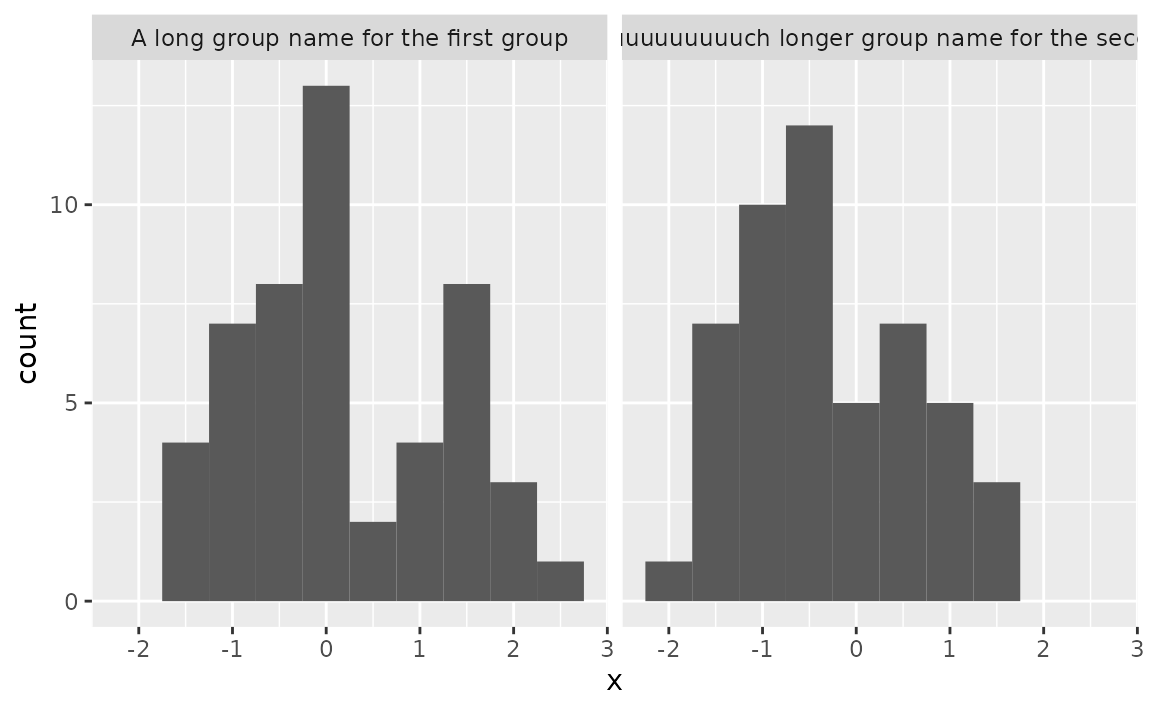 A long group name for the first group
uuuuuuuuch longer group name for the sec
count
10
5
0
-2 -1 0 1 2 3
-2 -1 0 1 2 3
x